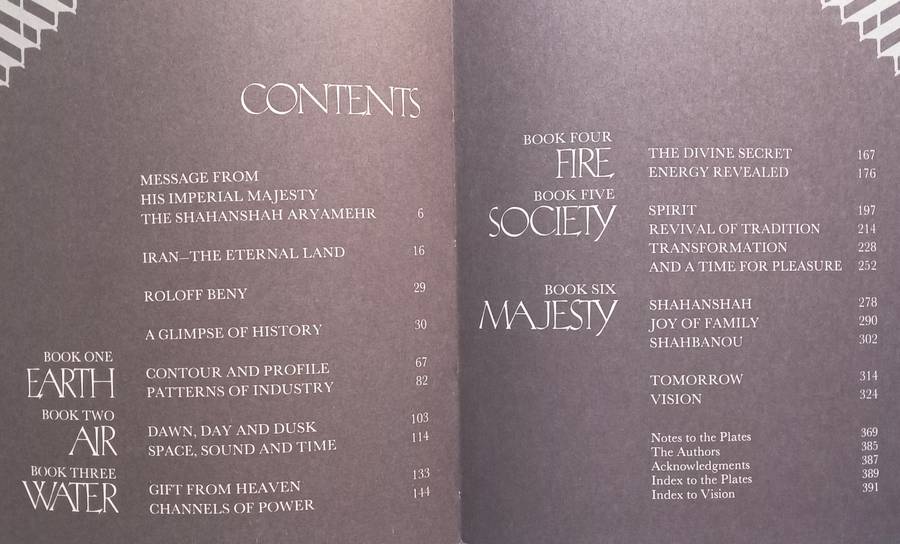 CONTENTS
MESSAGE FROM
HIS IMPERIAL MAJESTY
THE SHAHANSHAH ARYAMEHR 6
IRAN—THE ETERNAL LAND 16
ROLOFF BENY 29
A GLIMPSE OF HISTORY 30
BOOK ONE
EARTH
CONTOUR AND PROFILE 67
PATTERNS OF INDUSTRY 82
BOOK TWO
AIR
DAWN, DAY AND DUSK 103
SPACE, SOUND AND TIME 114
BOOK THREE
WATER
GIFT FROM HEAVEN 133
CHANNELS OF POWER 144
BOOK FOUR
FIRE
THE DIVINE SECRET 167
ENERGY REVEALED 176
BOOK FIVE
SOCIETY
SPIRIT 197
REVIVAL OF TRADITION 214
TRANSFORMATION 228
AND A TIME FOR PLEASURE 252
BOOK SIX
MAJESTY
SHAHANSHAH 278
JOY OF FAMILY 290
SHAHBANOU 302
TOMORROW 314
VISION 324
Notes to the Plates 369
The Authors 385
Acknowledgments 387
Index to the Plates 389
Index to Vision 391